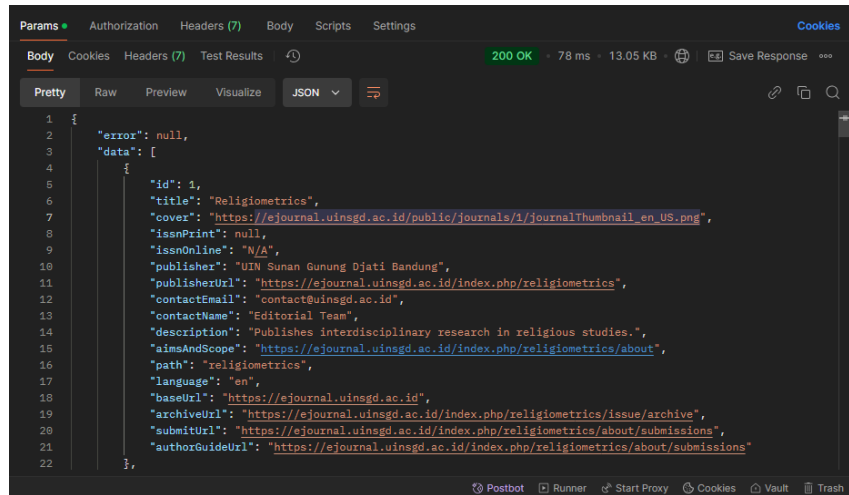 Params Authorization Headers (7) Body Scripts Settings Cookies
Body Cookies Headers (7) Test Results 200 OK 78 ms 13.05 KB e.g. Save Response
Pretty Raw Preview Visualize JSON
1 {
2 "error": null,
3 "data": [
4 {
5 "id": 1,
6 "title": "Religiometrics",
7 "cover": "https://ejournal.uinsgd.ac.id/public/journals/1/journalThumbnail_en_US.png",
8 "issnPrint": null,
9 "issnOnline": "N/A",
10 "publisher": "UIN Sunan Gunung Djati Bandung",
11 "publisherUrl": "https://ejournal.uinsgd.ac.id/index.php/religiometrics",
12 "contactEmail": "contact@uinsgd.ac.id",
13 "contactName": "Editorial Team",
14 "description": "Publishes interdisciplinary research in religious studies.",
15 "aimsAndScope": "https://ejournal.uinsgd.ac.id/index.php/religiometrics/about",
16 "path": "religiometrics",
17 "language": "en",
18 "baseUrl": "https://ejournal.uinsgd.ac.id",
19 "archiveUrl": "https://ejournal.uinsgd.ac.id/index.php/religiometrics/issue/archive",
20 "submitUrl": "https://ejournal.uinsgd.ac.id/index.php/religiometrics/about/submissions",
21 "authorGuideUrl": "https://ejournal.uinsgd.ac.id/index.php/religiometrics/about/submissions"
22 },
Postbot Runner Start Proxy Cookies Vault Trash